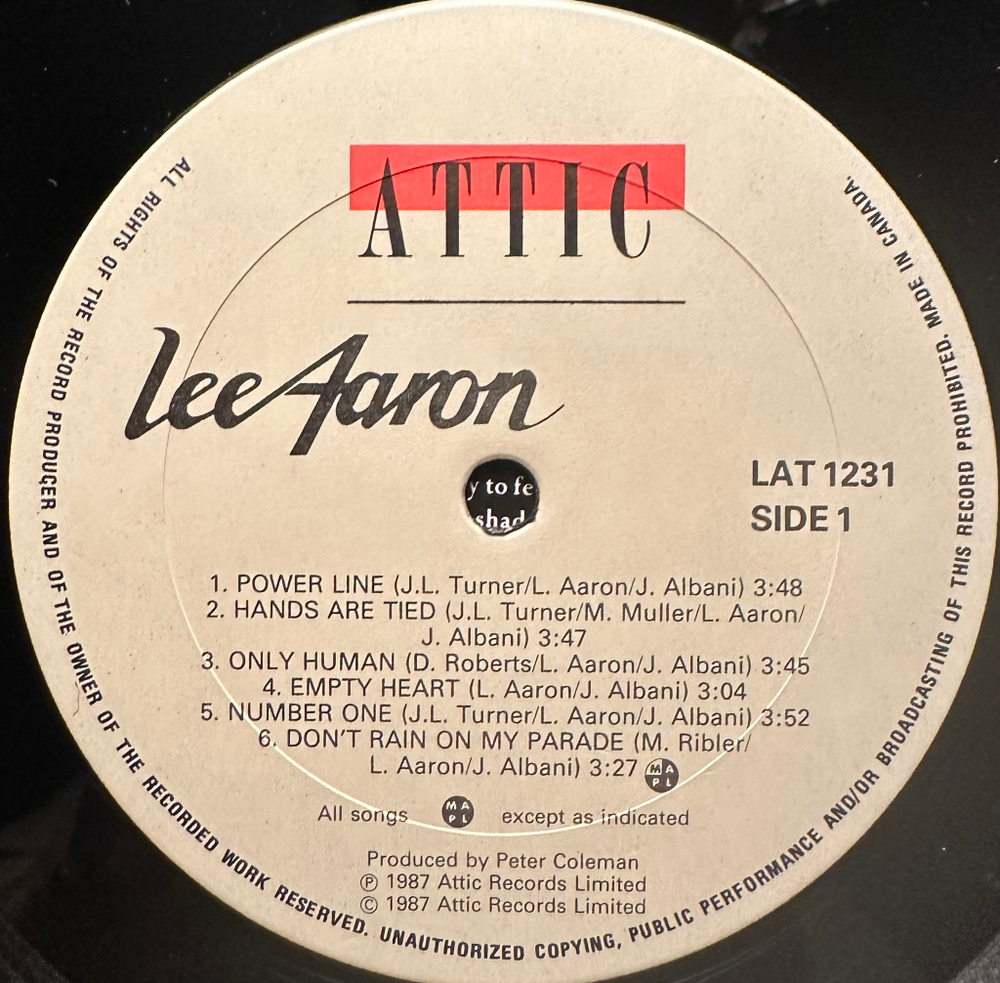 ATTIC
Lee Aaron
y to fe
shad
LAT 1231
SIDE 1
1. POWER LINE (J.L. Turner/L. Aaron/J. Albani) 3:48
2. HANDS ARE TIED (J.L. Turner/M. Muller/L. Aaron/
J. Albani) 3:47
3. ONLY HUMAN (D. Roberts/L. Aaron/J. Albani) 3:45
4. EMPTY HEART (L. Aaron/J. Albani) 3:04
5. NUMBER ONE (J.L. Turner/L. Aaron/J. Albani) 3:52
6. DON'T RAIN ON MY PARADE (M. Ribler/
L. Aaron/J. Albani) 3:27 MAPL
All songs MAPL except as indicated
Produced by Peter Coleman
℗ 1987 Attic Records Limited
© 1987 Attic Records Limited
ALL RIGHTS OF THE RECORD PRODUCER AND OF THE OWNER OF THE RECORDED WORK RESERVED. UNAUTHORIZED COPYING, PUBLIC PERFORMANCE AND/OR BROADCASTING OF THIS RECORD PROHIBITED. MADE IN CANADA.